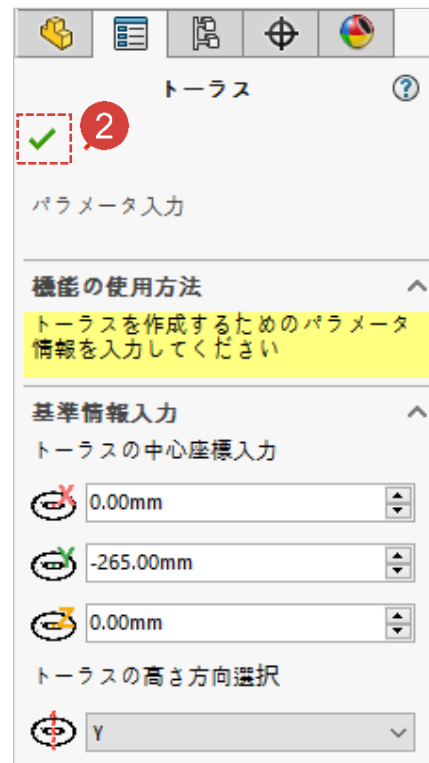 トーラス
?
2
パラメータ入力
機能の使用方法
トーラスを作成するためのパラメータ
情報を入力してください
基準情報入力
トーラスの中心座標入力
X
0.00mm
Y
-265.00mm
Z
0.00mm
トーラスの高さ方向選択
Y